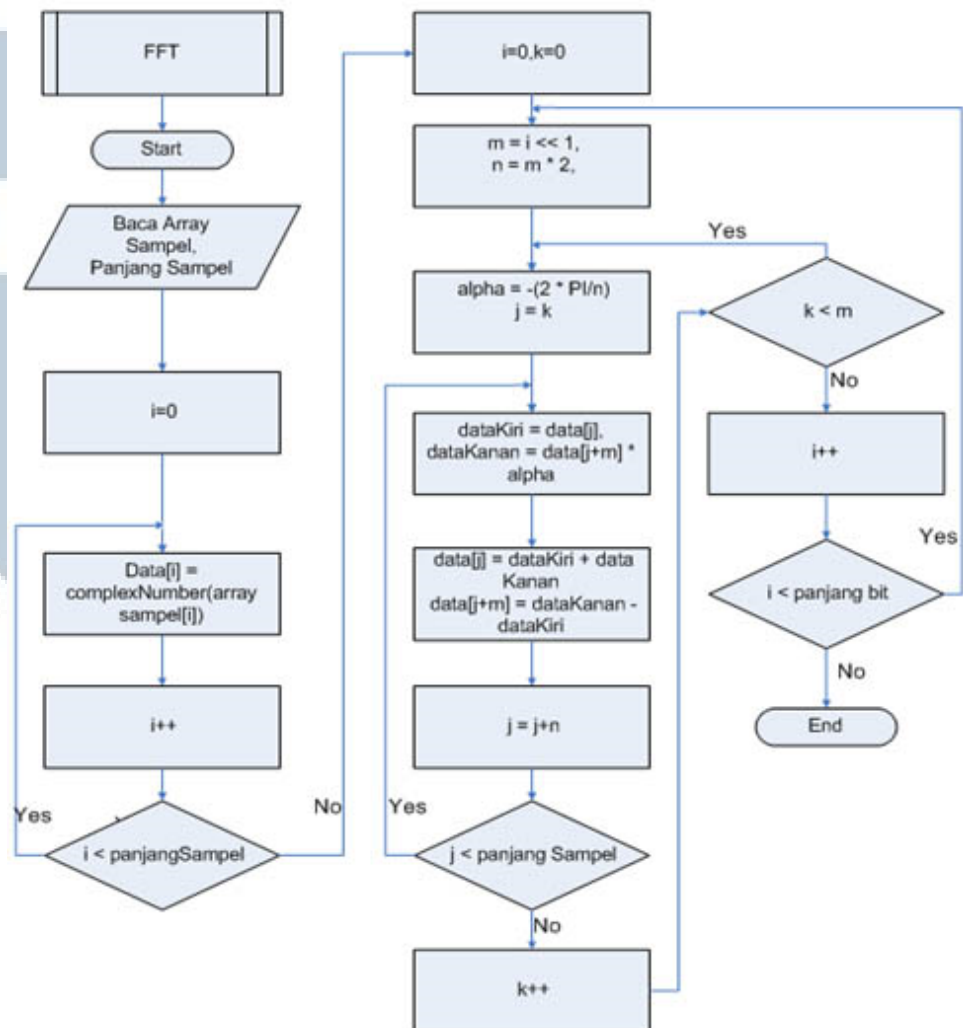 FFT
Start
Baca Array
Sampel,
Panjang Sampel
i=0
Data[i] =
complexNumber(array
sampel[i])
i++
Yes
No
i < panjangSampel
i=0,k=0
m = i << 1,
n = m * 2,
Yes
alpha = -(2 * PI/n)
j = k
dataKiri = data[j],
dataKanan = data[j+m] *
alpha
data[j] = dataKiri + data
Kanan
data[j+m] = dataKanan -
dataKiri
j = j+n
Yes
j < panjang Sampel
No
k++
k < m
No
i++
Yes
i < panjang bit
No
End